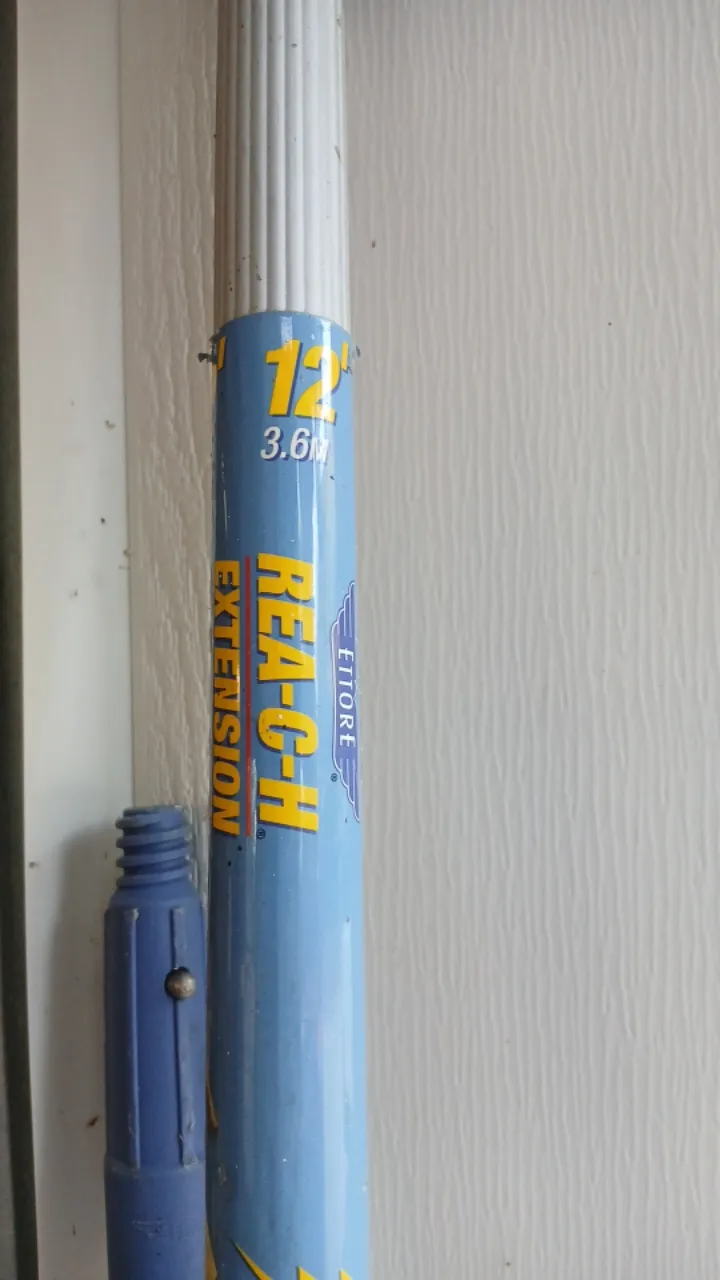 12'
3.6M
REA-C-H®
EXTENSION
ETTORE®